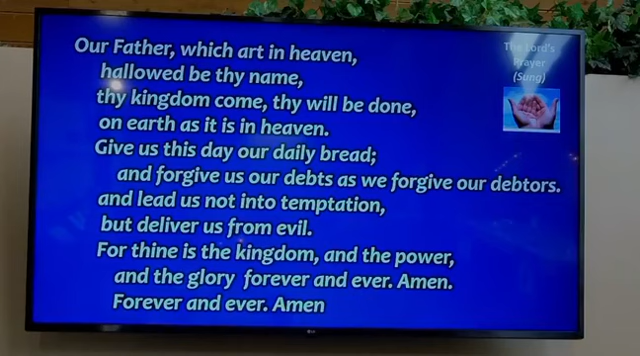 Our Father, which art in heaven,
hallowed be thy name,
thy kingdom come, thy will be done,
on earth as it is in heaven.
Give us this day our daily bread;
and forgive us our debts as we forgive our debtors.
and lead us not into temptation,
but deliver us from evil.
For thine is the kingdom, and the power,
and the glory forever and ever. Amen.
Forever and ever. Amen
The Lord's
Prayer
(Sung)
LG